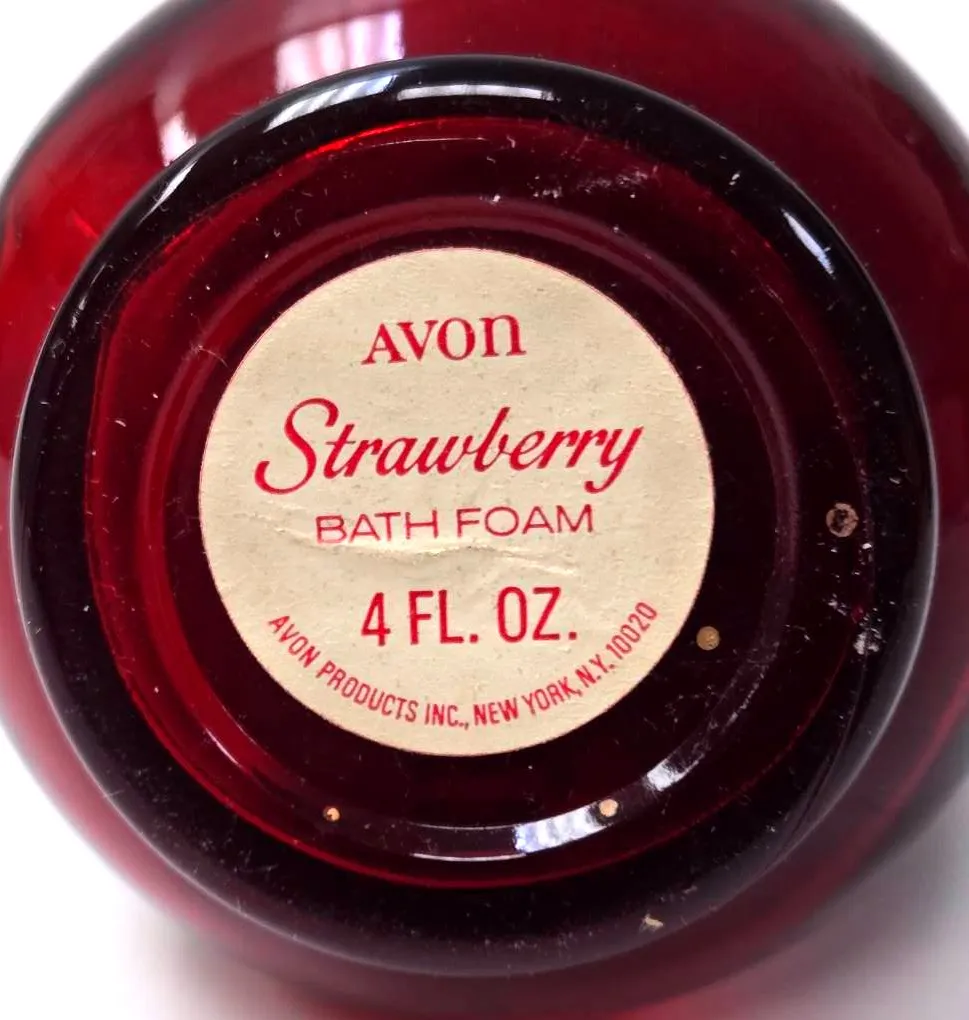 AVON
Strawberry
BATH FOAM
4 FL. OZ.
AVON PRODUCTS INC., NEW YORK, N.Y. 10020